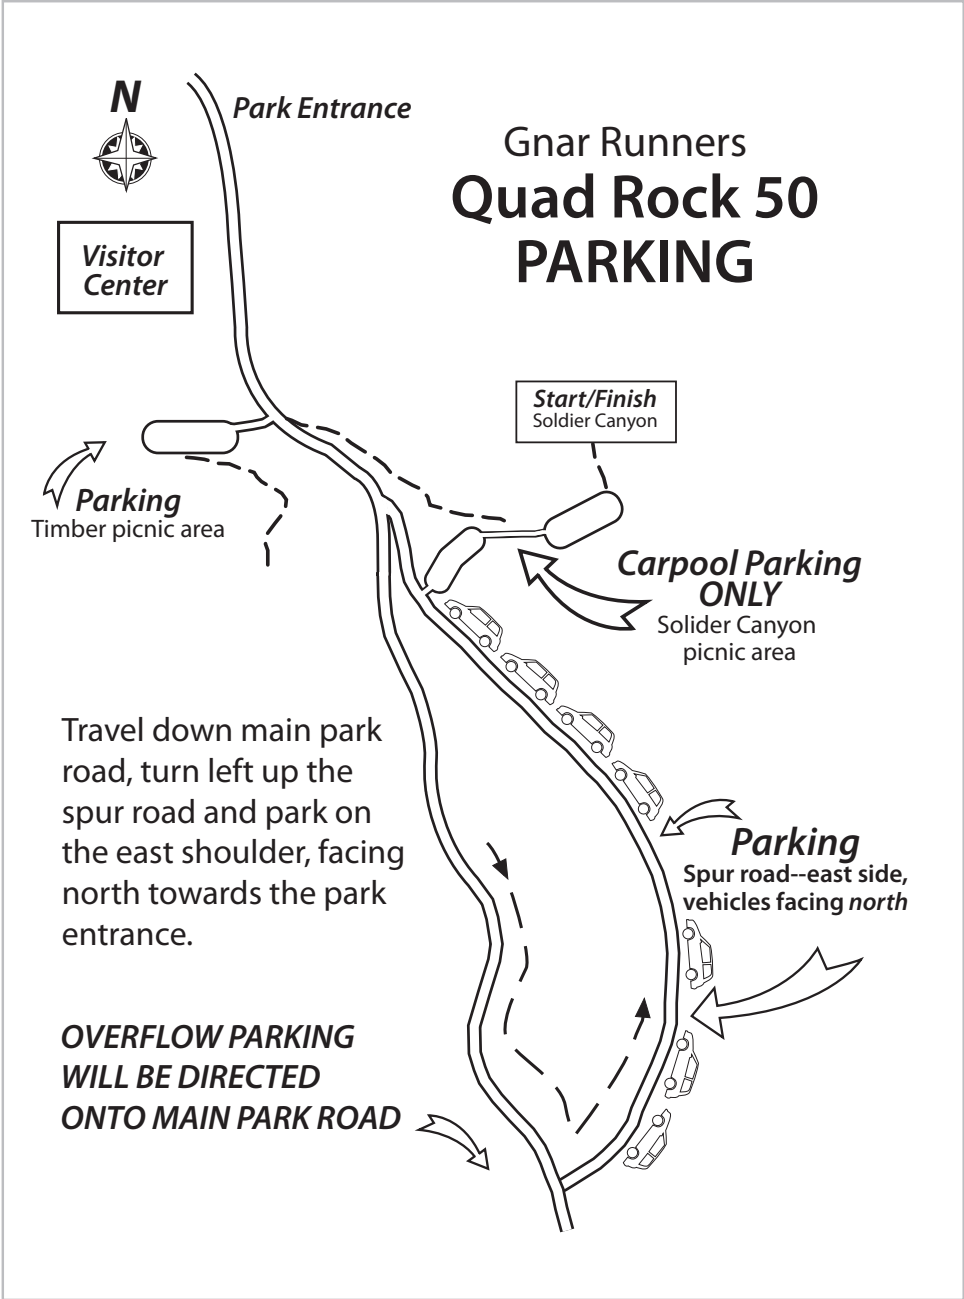 N
Park Entrance
Gnar Runners
Quad Rock 50
PARKING
Visitor
Center
Start/Finish
Soldier Canyon
Parking
Timber picnic area
Carpool Parking
ONLY
Solider Canyon
picnic area
Travel down main park
road, turn left up the
spur road and park on
the east shoulder, facing
north towards the park
entrance.
Parking
Spur road--east side,
vehicles facing north
OVERFLOW PARKING
WILL BE DIRECTED
ONTO MAIN PARK ROAD